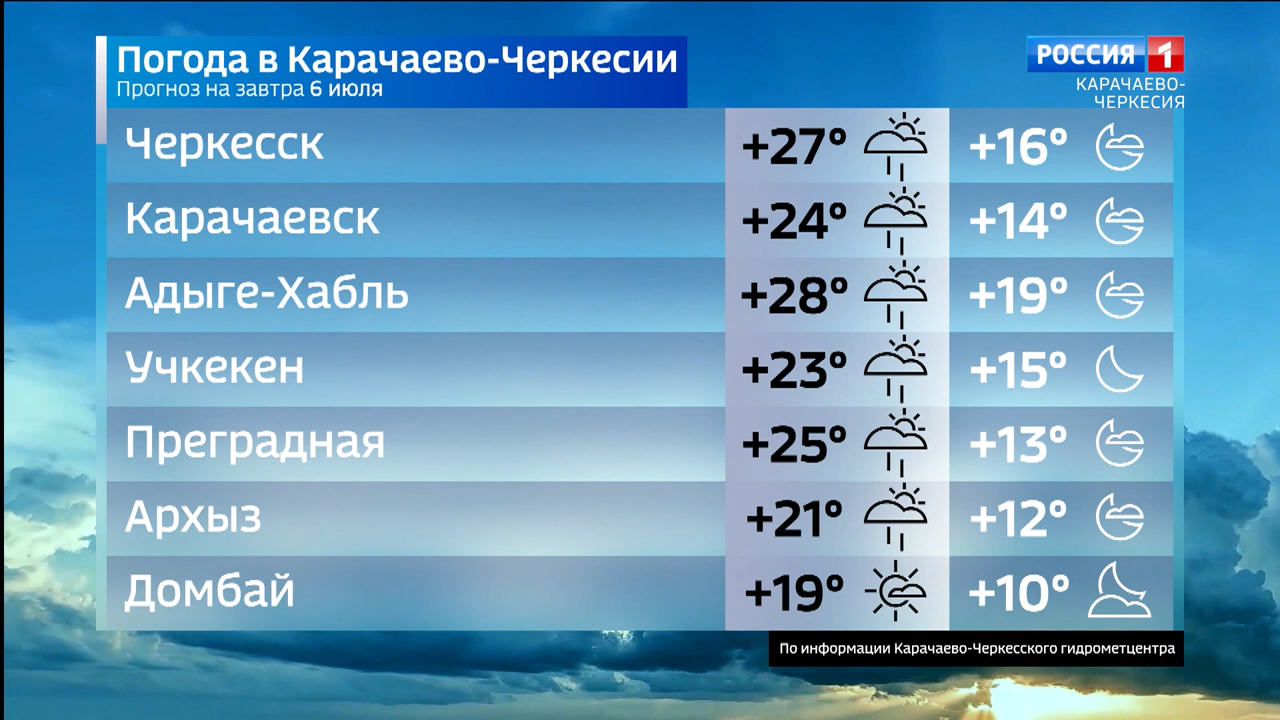 Погода в Карачаево-Черкесии
Прогноз на завтра 6 июля
РОССИЯ 1
КАРАЧАЕВО-
ЧЕРКЕСИЯ
Черкесск +27° +16°
Карачаевск +24° +14°
Адыге-Хабль +28° +19°
Учкекен +23° +15°
Преградная +25° +13°
Архыз +21° +12°
Домбай +19° +10°
По информации Карачаево-Черкесского гидрометцентра